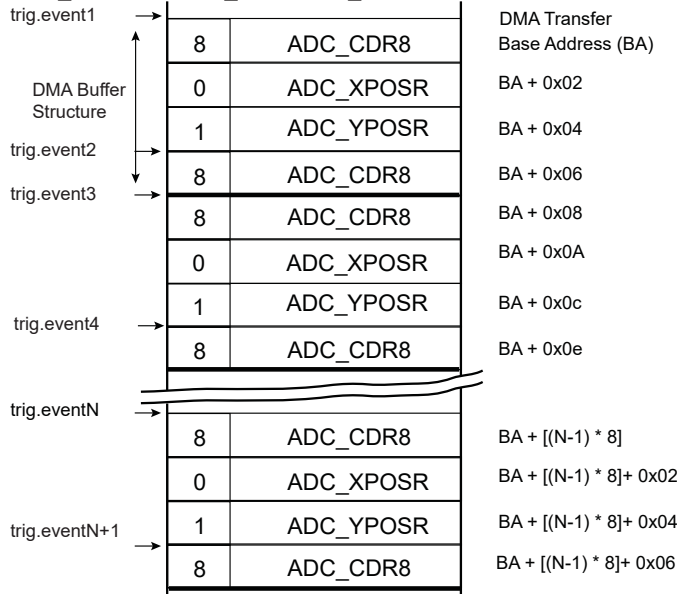 trig.event1
DMA Transfer
8 ADC_CDR8 Base Address (BA)
DMA Buffer
Structure
0 ADC_XPOSR BA + 0x02
1 ADC_YPOSR BA + 0x04
trig.event2
8 ADC_CDR8 BA + 0x06
trig.event3
8 ADC_CDR8 BA + 0x08
0 ADC_XPOSR BA + 0x0A
1 ADC_YPOSR BA + 0x0c
trig.event4
8 ADC_CDR8 BA + 0x0e
trig.eventN
8 ADC_CDR8 BA + [(N-1) * 8]
0 ADC_XPOSR BA + [(N-1) * 8]+ 0x02
1 ADC_YPOSR BA + [(N-1) * 8]+ 0x04
trig.eventN+1
8 ADC_CDR8 BA + [(N-1) * 8]+ 0x06